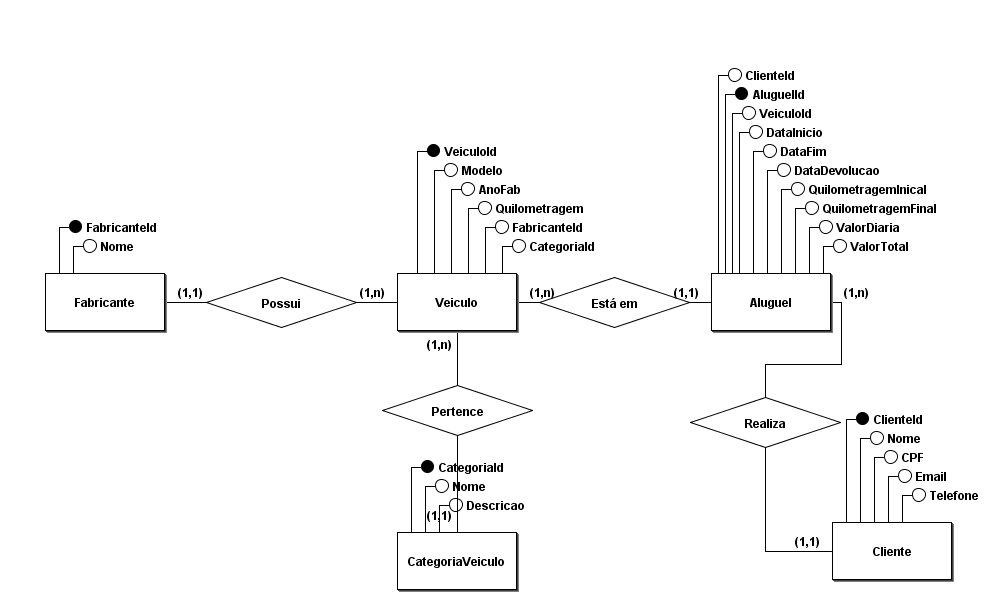 ClienteId
AluguelId
VeiculoId
DataInicio
DataFim
DataDevolucao
QuilometragemInical
QuilometragemFinal
ValorDiaria
ValorTotal
VeiculoId
Modelo
AnoFab
Quilometragem
FabricanteId
CategoriaId
FabricanteId
Nome
Fabricante
(1,1)
Possui
(1,n)
Veiculo
(1,n)
Está em
(1,1)
Aluguel
(1,n)
(1,n)
Pertence
Realiza
ClienteId
Nome
CPF
Email
Telefone
CategoriaId
Nome
Descricao
(1,1)
CategoriaVeiculo
(1,1)
Cliente